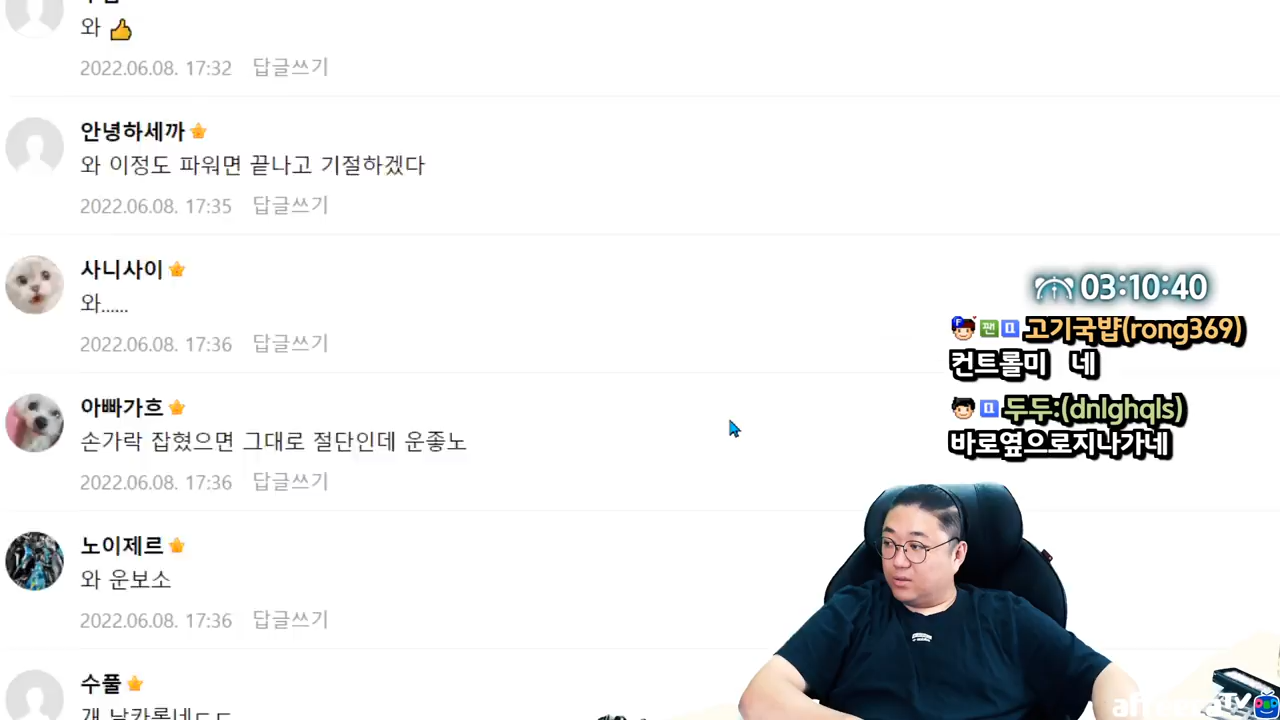 와 👍
2022.06.08. 17:32 답글쓰기
안녕하세까
와 이정도 파워면 끝나고 기절하겠다
2022.06.08. 17:35 답글쓰기
사니사이
와......
2022.06.08. 17:36 답글쓰기
아빠가흐
손가락 잡혔으면 그대로 절단인데 운좋노
2022.06.08. 17:36 답글쓰기
노이제르
와 운보소
2022.06.08. 17:36 답글쓰기
수풀
03:10:40
팬 고기국뱝(rong369)
컨트롤미 네
두두:(dnlghqls)
바로옆으로지나가네